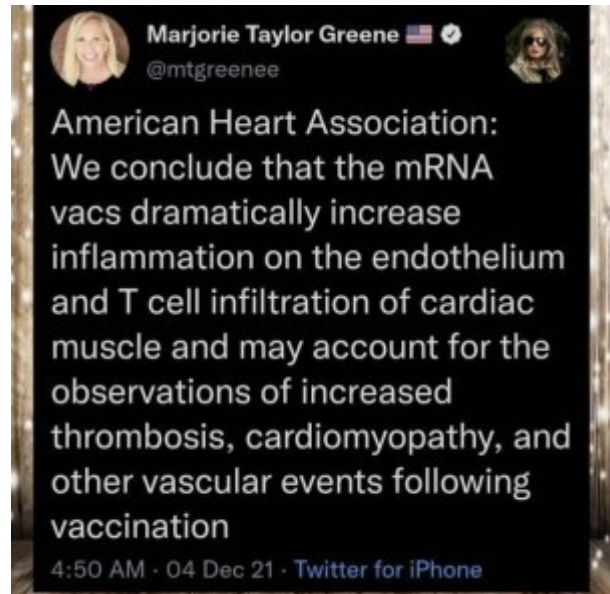 Marjorie Taylor Greene 🇺🇸
@mtgreenee
American Heart Association:
We conclude that the mRNA
vacs dramatically increase
inflammation on the endothelium
and T cell infiltration of cardiac
muscle and may account for the
observations of increased
thrombosis, cardiomyopathy, and
other vascular events following
vaccination
4:50 AM · 04 Dec 21 · Twitter for iPhone